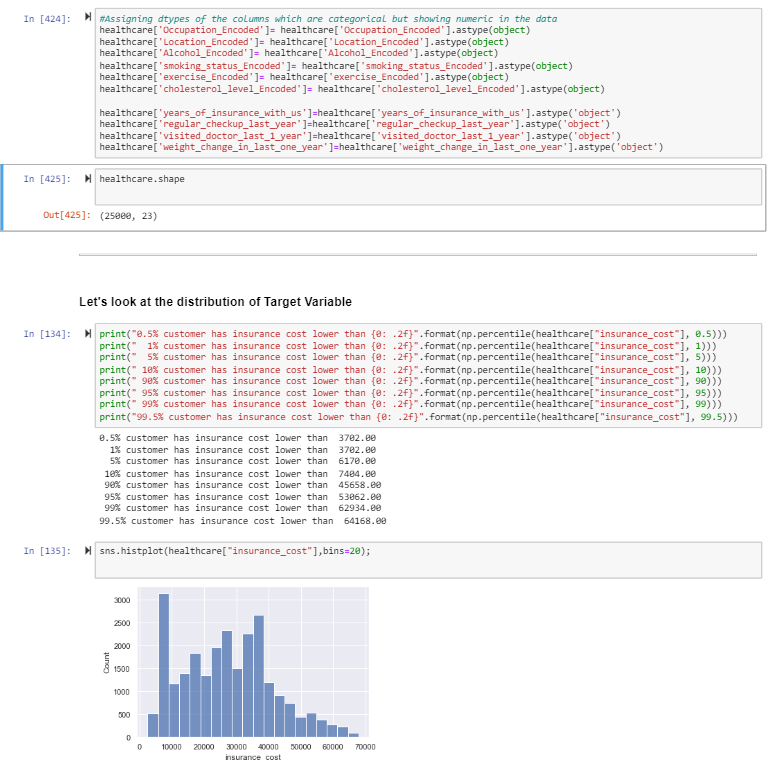 In [424]:
#Assigning dtypes of the columns which are categorical but showing numeric in the data
healthcare['Occupation_Encoded']= healthcare['Occupation_Encoded'].astype(object)
healthcare['Location_Encoded']= healthcare['Location_Encoded'].astype(object)
healthcare['Alcohol_Encoded']= healthcare['Alcohol_Encoded'].astype(object)
healthcare['smoking_status_Encoded']= healthcare['smoking_status_Encoded'].astype(object)
healthcare['exercise_Encoded']= healthcare['exercise_Encoded'].astype(object)
healthcare['cholesterol_level_Encoded']= healthcare['cholesterol_level_Encoded'].astype(object)
healthcare['years_of_insurance_with_us']=healthcare['years_of_insurance_with_us'].astype('object')
healthcare['regular_checkup_last_year']=healthcare['regular_checkup_last_year'].astype('object')
healthcare['visited_doctor_last_1_year']=healthcare['visited_doctor_last_1_year'].astype('object')
healthcare['weight_change_in_last_one_year']=healthcare['weight_change_in_last_one_year'].astype('object')
In [425]:
healthcare.shape
Out[425]: (25000, 23)
Let's look at the distribution of Target Variable
In [134]:
print("0.5% customer has insurance cost lower than {0: .2f}".format(np.percentile(healthcare["insurance_cost"], 0.5)))
print("  1% customer has insurance cost lower than {0: .2f}".format(np.percentile(healthcare["insurance_cost"], 1)))
print("  5% customer has insurance cost lower than {0: .2f}".format(np.percentile(healthcare["insurance_cost"], 5)))
print(" 10% customer has insurance cost lower than {0: .2f}".format(np.percentile(healthcare["insurance_cost"], 10)))
print(" 90% customer has insurance cost lower than {0: .2f}".format(np.percentile(healthcare["insurance_cost"], 90)))
print(" 95% customer has insurance cost lower than {0: .2f}".format(np.percentile(healthcare["insurance_cost"], 95)))
print(" 99% customer has insurance cost lower than {0: .2f}".format(np.percentile(healthcare["insurance_cost"], 99)))
print("99.5% customer has insurance cost lower than {0: .2f}".format(np.percentile(healthcare["insurance_cost"], 99.5)))
0.5% customer has insurance cost lower than  3702.00
  1% customer has insurance cost lower than  3702.00
  5% customer has insurance cost lower than  6170.00
 10% customer has insurance cost lower than  7404.00
 90% customer has insurance cost lower than  45658.00
 95% customer has insurance cost lower than  53062.00
 99% customer has insurance cost lower than  62934.00
99.5% customer has insurance cost lower than  64168.00
In [135]:
sns.histplot(healthcare["insurance_cost"],bins=20);
3000
2500
2000
1500
1000
500
0
Count
0 10000 20000 30000 40000 50000 60000 70000
insurance_cost